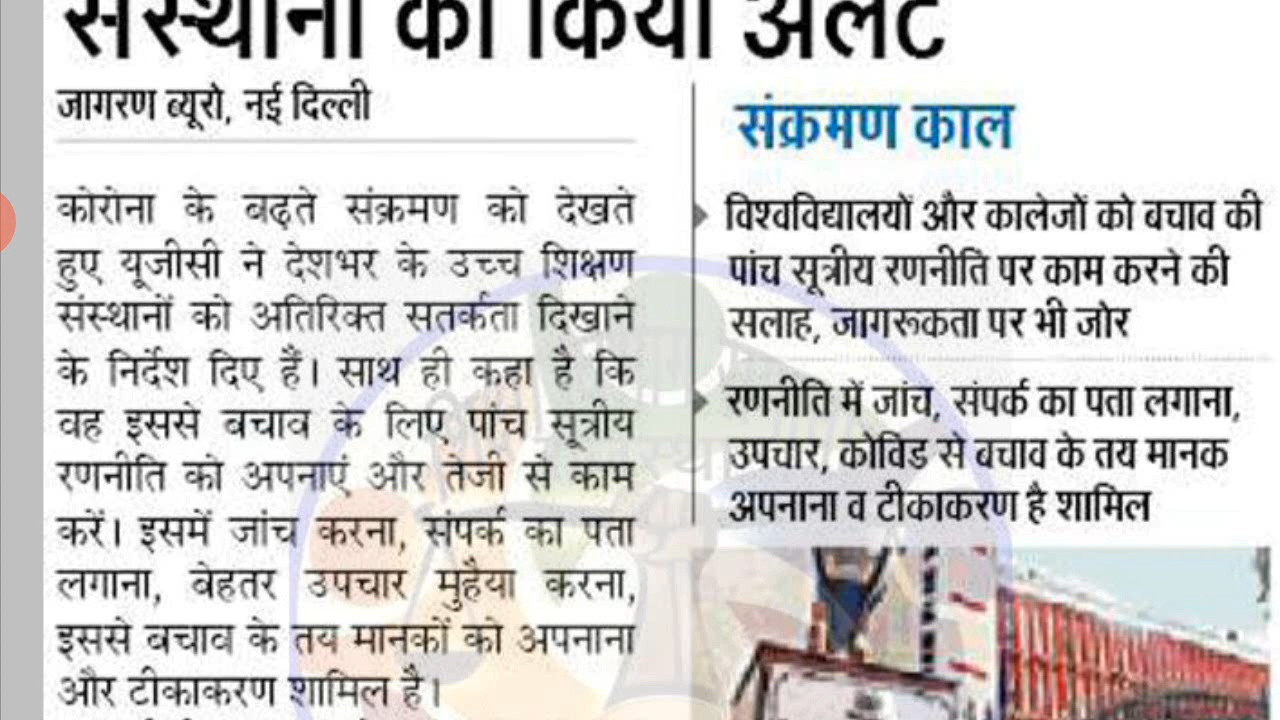 संस्थानों को किया अलर्ट
जागरण ब्यूरो, नई दिल्ली
कोरोना के बढ़ते संक्रमण को देखते
हुए यूजीसी ने देशभर के उच्च शिक्षण
संस्थानों को अतिरिक्त सतर्कता दिखाने
के निर्देश दिए हैं। साथ ही कहा है कि
वह इससे बचाव के लिए पांच सूत्रीय
रणनीति को अपनाएं और तेजी से काम
करें। इसमें जांच करना, संपर्क का पता
लगाना, बेहतर उपचार मुहैया करना,
इससे बचाव के तय मानकों को अपनाना
और टीकाकरण शामिल है।
संक्रमण काल
विश्वविद्यालयों और कालेजों को बचाव की
पांच सूत्रीय रणनीति पर काम करने की
सलाह, जागरूकता पर भी जोर
रणनीति में जांच, संपर्क का पता लगाना,
उपचार, कोविड से बचाव के तय मानक
अपनाना व टीकाकरण है शामिल